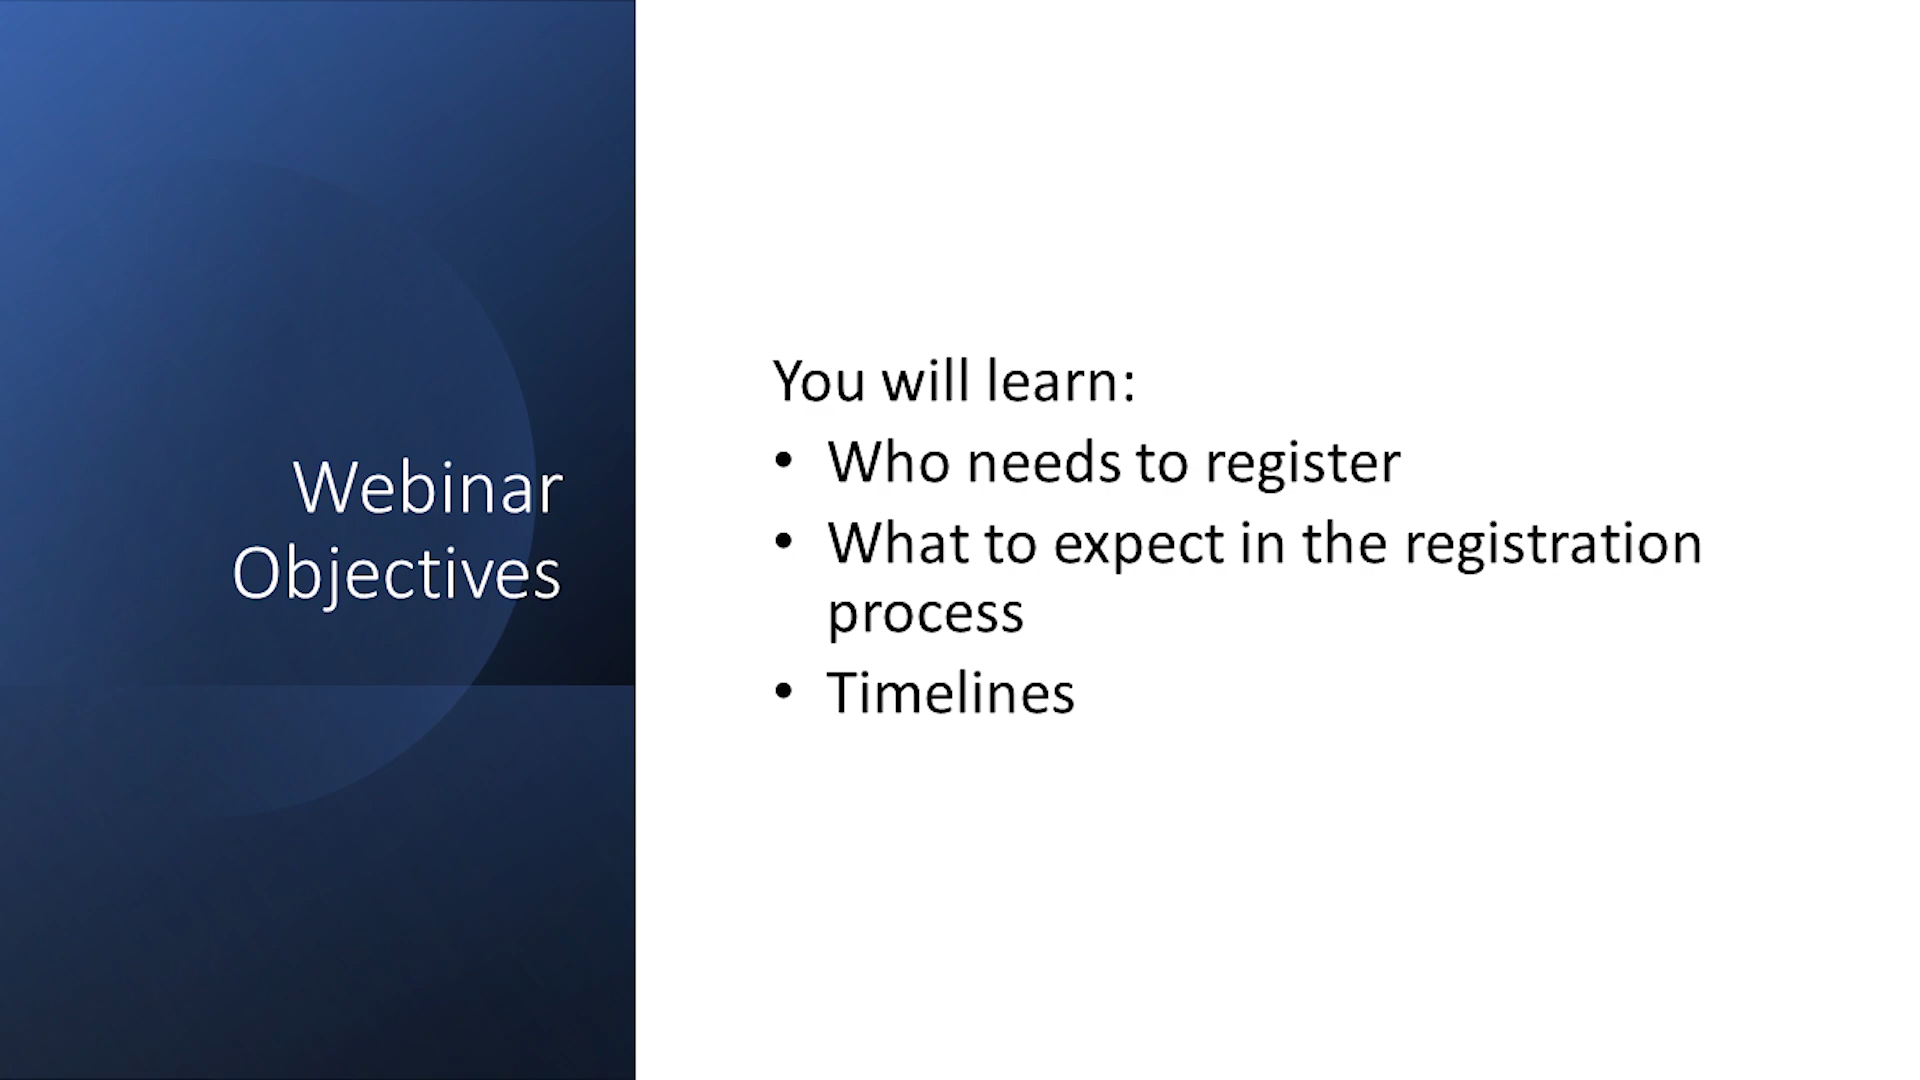 Webinar
Objectives
You will learn:
• Who needs to register
• What to expect in the registration
process
• Timelines